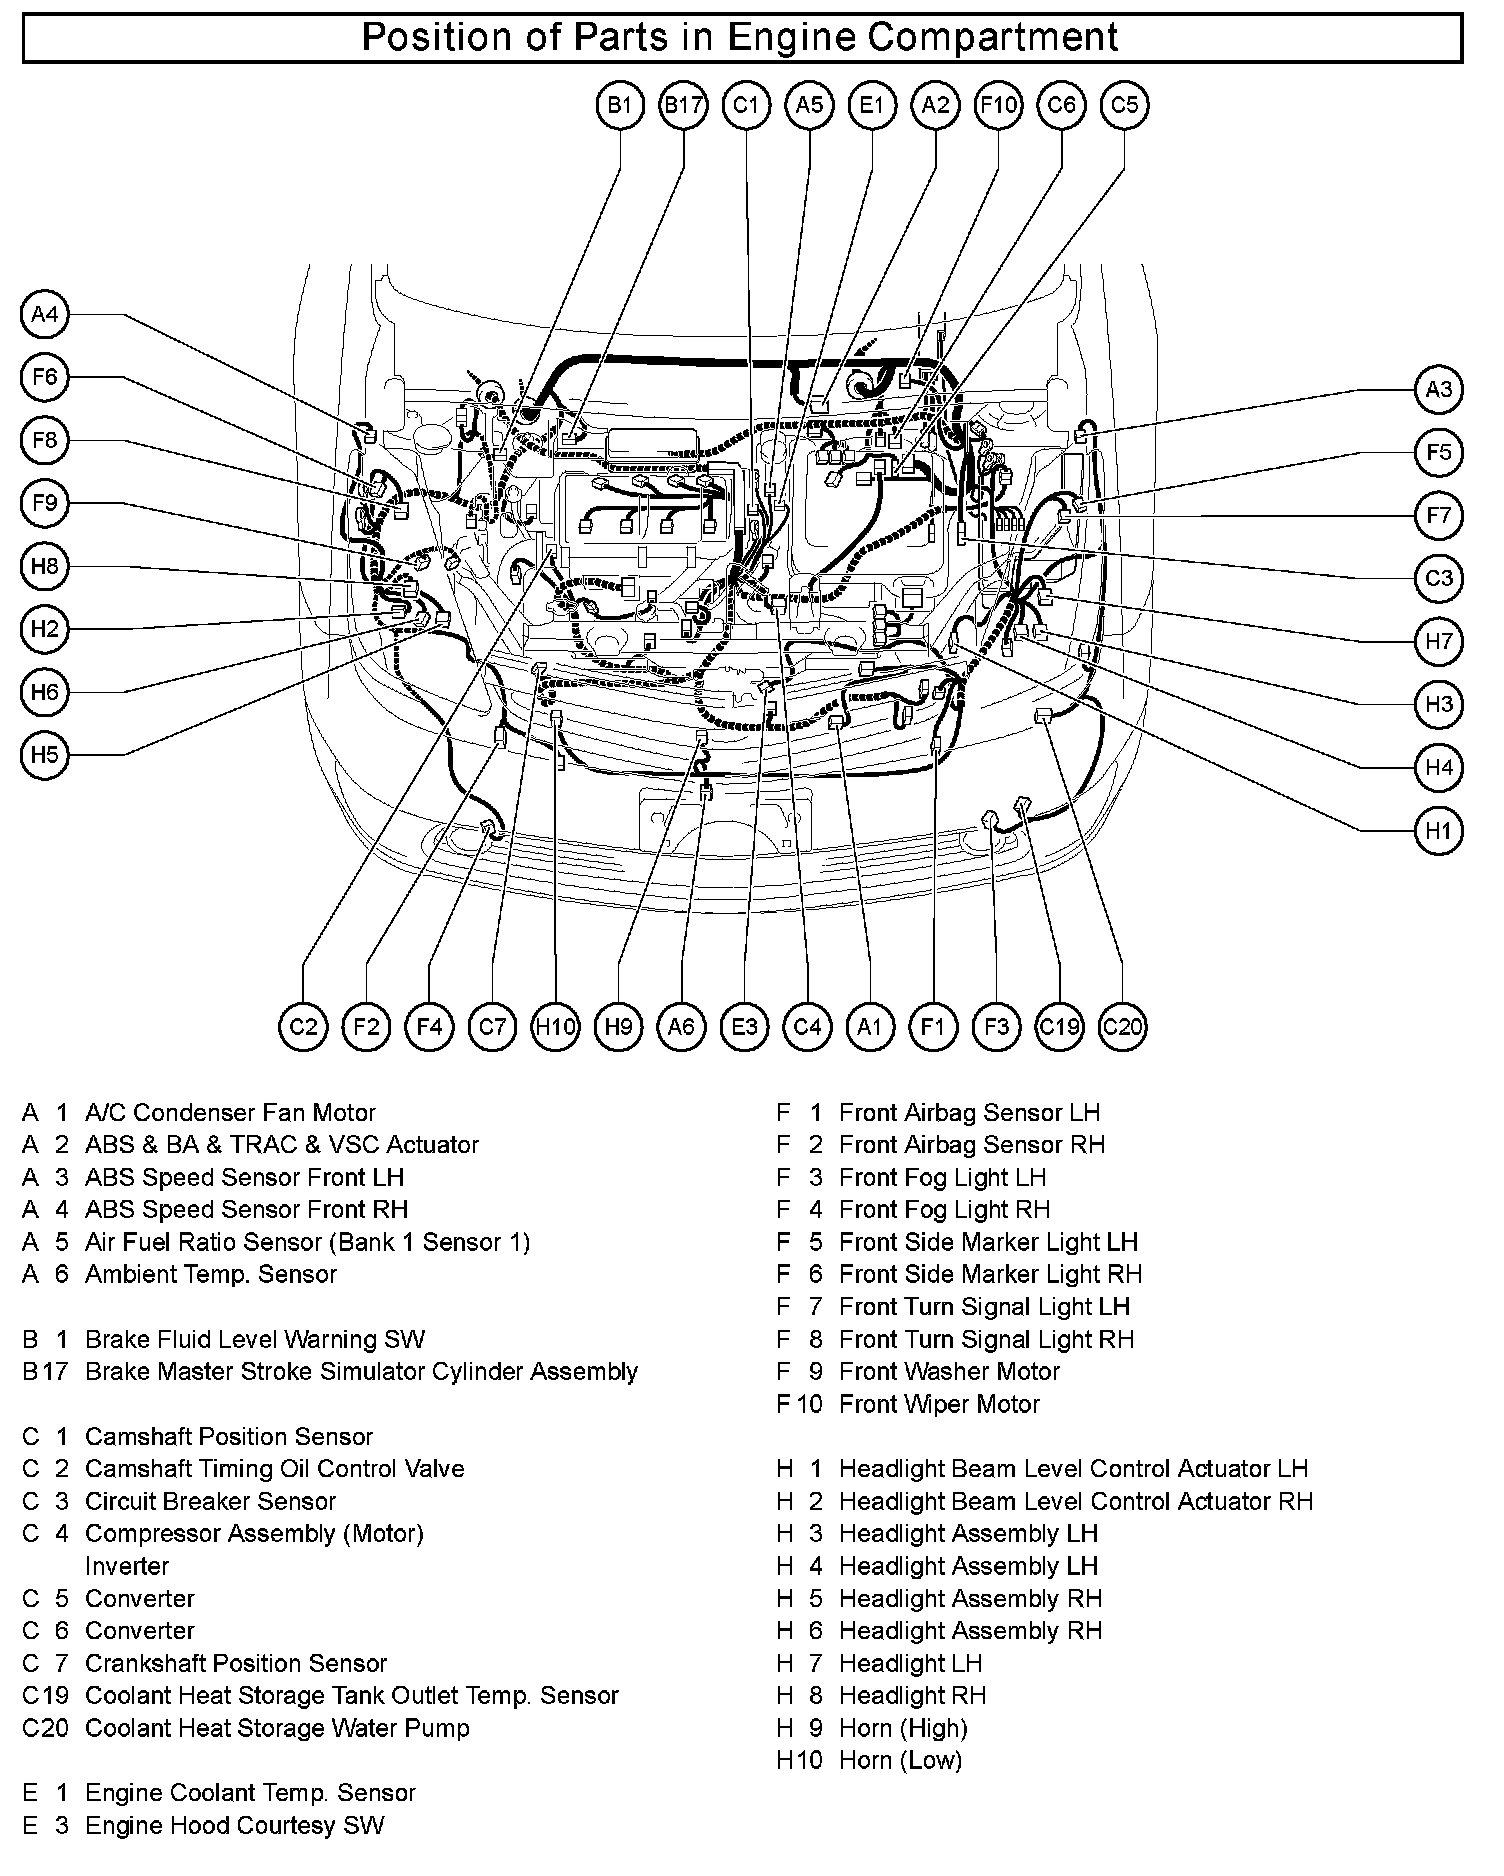 Position of Parts in Engine Compartment
B1 B17 C1 A5 E1 A2 F10 C6 C5
A4
F6
F8
F9
H8
H2
H6
H5
A3
F5
F7
C3
H7
H3
H4
H1
C2 F2 F4 C7 H10 H9 A6 E3 C4 A1 F1 F3 C19 C20
A 1 A/C Condenser Fan Motor
A 2 ABS & BA & TRAC & VSC Actuator
A 3 ABS Speed Sensor Front LH
A 4 ABS Speed Sensor Front RH
A 5 Air Fuel Ratio Sensor (Bank 1 Sensor 1)
A 6 Ambient Temp. Sensor
B 1 Brake Fluid Level Warning SW
B17 Brake Master Stroke Simulator Cylinder Assembly
C 1 Camshaft Position Sensor
C 2 Camshaft Timing Oil Control Valve
C 3 Circuit Breaker Sensor
C 4 Compressor Assembly (Motor)
Inverter
C 5 Converter
C 6 Converter
C 7 Crankshaft Position Sensor
C19 Coolant Heat Storage Tank Outlet Temp. Sensor
C20 Coolant Heat Storage Water Pump
E 1 Engine Coolant Temp. Sensor
E 3 Engine Hood Courtesy SW
F 1 Front Airbag Sensor LH
F 2 Front Airbag Sensor RH
F 3 Front Fog Light LH
F 4 Front Fog Light RH
F 5 Front Side Marker Light LH
F 6 Front Side Marker Light RH
F 7 Front Turn Signal Light LH
F 8 Front Turn Signal Light RH
F 9 Front Washer Motor
F 10 Front Wiper Motor
H 1 Headlight Beam Level Control Actuator LH
H 2 Headlight Beam Level Control Actuator RH
H 3 Headlight Assembly LH
H 4 Headlight Assembly LH
H 5 Headlight Assembly RH
H 6 Headlight Assembly RH
H 7 Headlight LH
H 8 Headlight RH
H 9 Horn (High)
H10 Horn (Low)